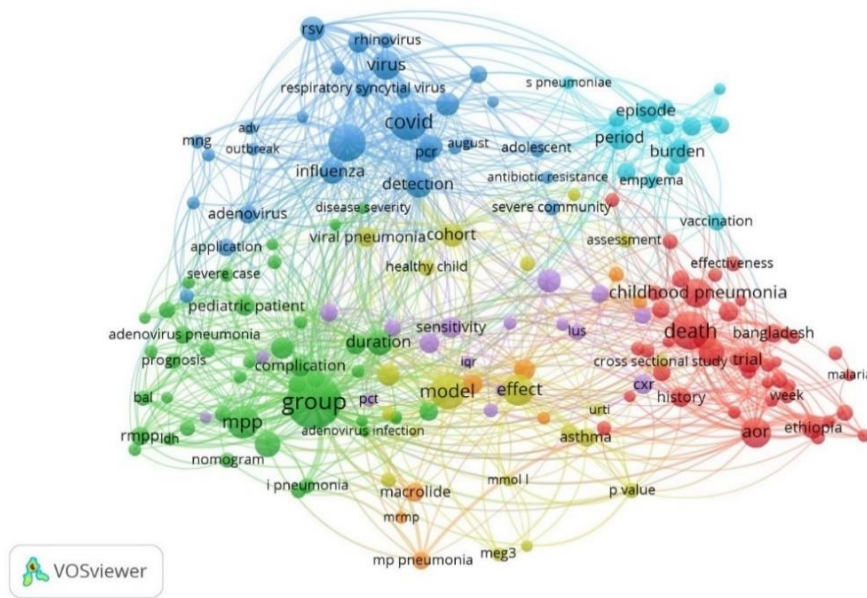 rsv
rhinovirus
virus
respiratory syncytial virus
s pneumoniae
covid
episode
adv
mng
outbreak
pcr
august
adolescent
period
burden
influenza
detection
antibiotic resistance
empyema
adenovirus
disease severity
severe community
vaccination
application
viral pneumonia
cohort
assessment
severe case
healthy child
effectiveness
pediatric patient
childhood pneumonia
adenovirus pneumonia
duration
sensitivity
lus
death
bangladesh
prognosis
complication
iqr
cross sectional study
trial
malaria
bal
group
pct
model
effect
cxr
history
week
rmpp
ldh
mpp
adenovirus infection
urti
asthma
aor
ethiopia
nomogram
i pneumonia
macrolide
mmol l
p value
mrmp
mp pneumonia
meg3
VOSviewer